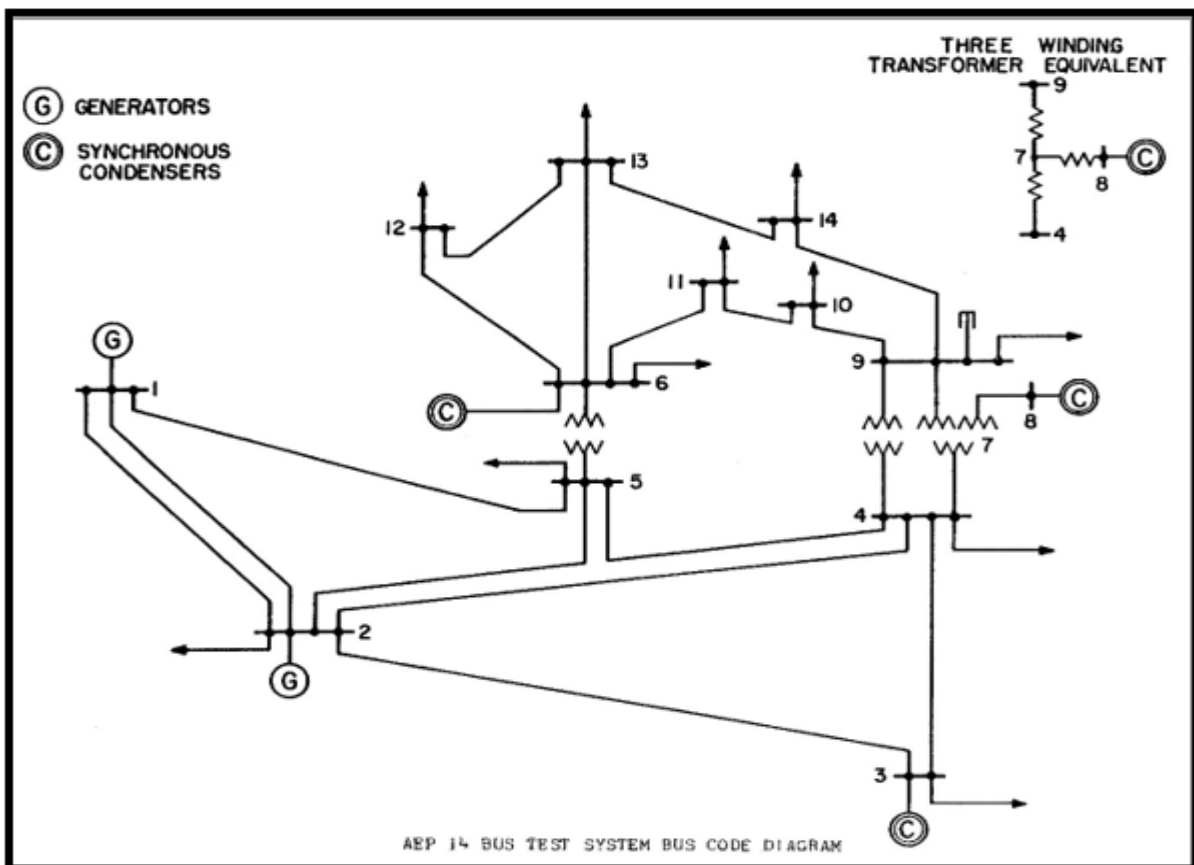 THREE WINDING
TRANSFORMER EQUIVALENT
9
G GENERATORS
C SYNCHRONOUS
CONDENSERS
7
C
8
4
13
12
14
11
10
G
1
6
9
C
C
8
7
5
4
2
G
3
C
AEP 14 BUS TEST SYSTEM BUS CODE DIAGRAM